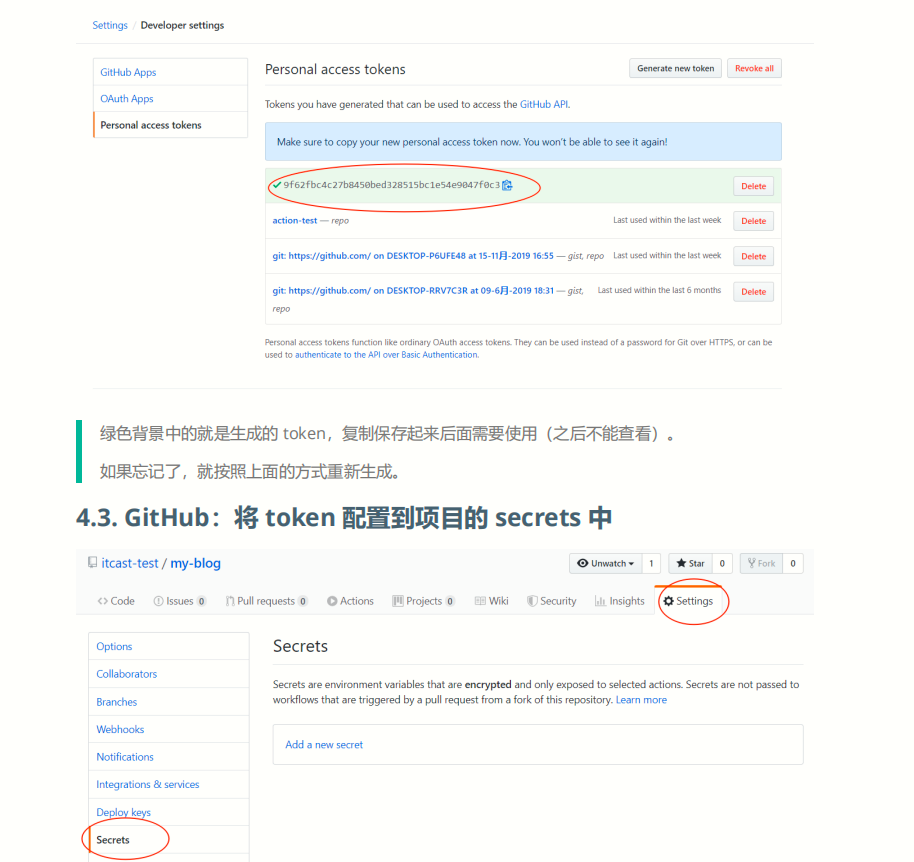 Settings / Developer settings
GitHub Apps
OAuth Apps
Personal access tokens
Personal access tokens
Generate new token
Revoke all
Tokens you have generated that can be used to access the GitHub API.
Make sure to copy your new personal access token now. You won't be able to see it again!
9f62fbc4c27b8450bed328515bc1e54e9047f0c3
Delete
action-test — repo
Last used within the last week
Delete
git: https://github.com/ on DESKTOP-P6UFE48 at 15-11月-2019 16:55 — gist, repo
Last used within the last week
Delete
git: https://github.com/ on DESKTOP-RRV7C3R at 09-6月-2019 18:31 — gist,
repo
Last used within the last 6 months
Delete
Personal access tokens function like ordinary OAuth access tokens. They can be used instead of a password for Git over HTTPS, or can be
used to authenticate to the API over Basic Authentication.
绿色背景中的就是生成的 token，复制保存起来后面需要使用（之后不能查看）。
如果忘记了，就按照上面的方式重新生成。
4.3. GitHub：将 token 配置到项目的 secrets 中
itcast-test / my-blog
Unwatch 1
Star 0
Fork 0
Code
Issues 0
Pull requests 0
Actions
Projects 0
Wiki
Security
Insights
Settings
Options
Collaborators
Branches
Webhooks
Notifications
Integrations & services
Deploy keys
Secrets
Secrets
Secrets are environment variables that are encrypted and only exposed to selected actions. Secrets are not passed to
workflows that are triggered by a pull request from a fork of this repository. Learn more
Add a new secret